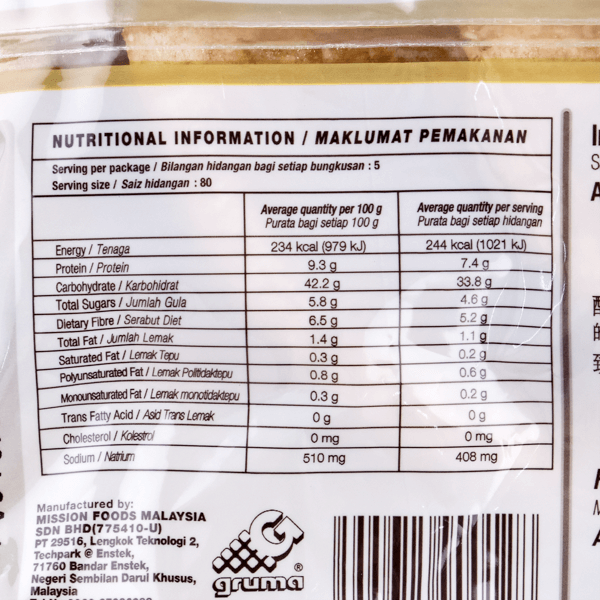 NUTRITIONAL INFORMATION / MAKLUMAT PEMAKANAN
Serving per package / Bilangan hidangan bagi setiap bungkusan : 5
Serving size / Saiz hidangan : 80
Average quantity per 100 g Average quantity per serving
Purata bagi setiap 100 g Purata bagi setiap hidangan
Energy / Tenaga 234 kcal (979 kJ) 244 kcal (1021 kJ)
Protein / Protein 9.3 g 7.4 g
Carbohydrate / Karbohidrat 42.2 g 33.8 g
Total Sugars / Jumlah Gula 5.8 g 4.6 g
Dietary Fibre / Serabut Diet 6.5 g 5.2 g
Total Fat / Jumlah Lemak 1.4 g 1.1 g
Saturated Fat / Lemak Tepu 0.3 g 0.2 g
Polyunsaturated Fat / Lemak Politidaktepu 0.8 g 0.6 g
Monounsaturated Fat / Lemak monotidaktepu 0.3 g 0.2 g
Trans Fatty Acid / Asid Trans Lemak 0 g 0 g
Cholesterol / Kolestrol 0 mg 0 mg
Sodium / Natrium 510 mg 408 mg
Manufactured by:
MISSION FOODS MALAYSIA
SDN BHD(775410-U)
PT 29516, Lengkok Teknologi 2,
Techpark @ Enstek,
71760 Bandar Enstek,
Negeri Sembilan Darul Khusus,
Malaysia
G
gruma ®